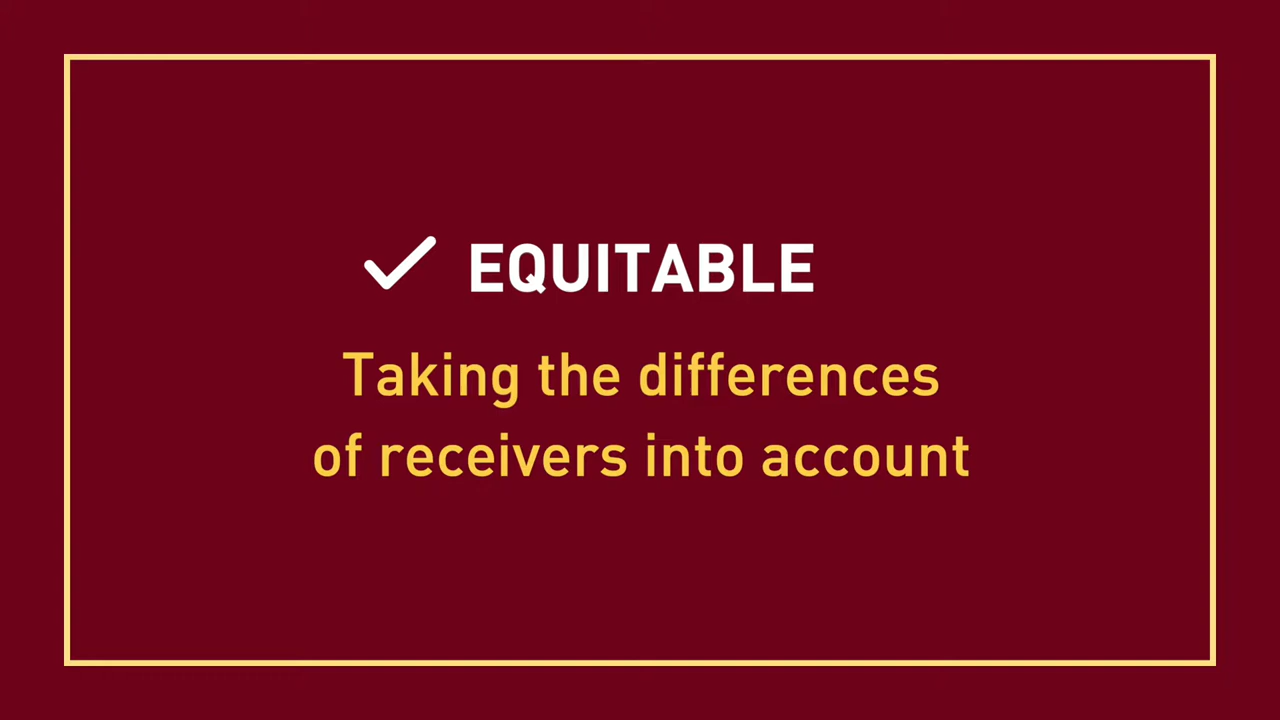 EQUITABLE
Taking the differences
of receivers into account